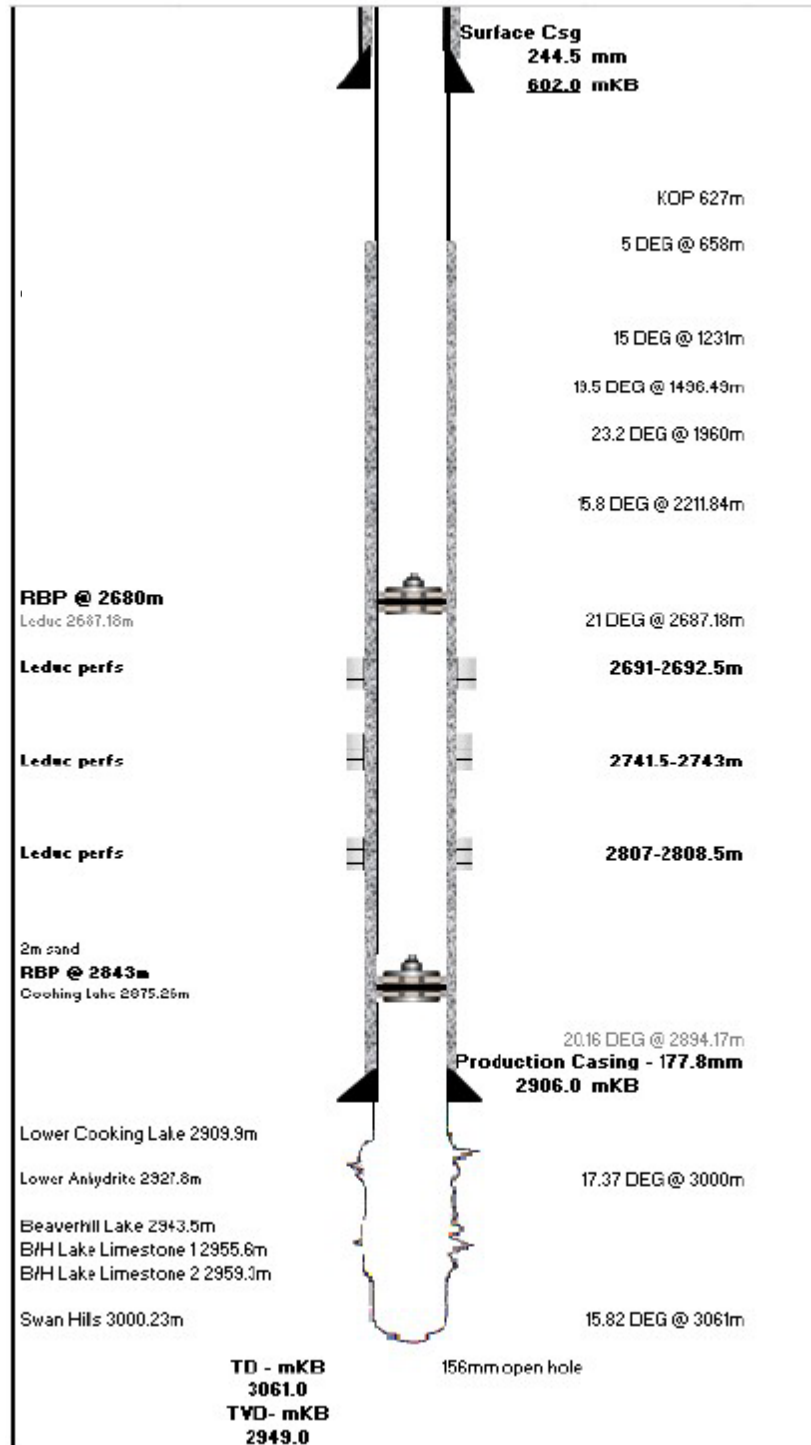 Surface Csg
244.5 mm
602.0 mKB
KOP 627m
5 DEG @ 658m
15 DEG @ 1231m
19.5 DEG @ 1496.49m
23.2 DEG @ 1960m
15.8 DEG @ 2211.84m
RBP @ 2680m
Leduc 2687.18m
21 DEG @ 2687.18m
Leduc perfs
2691-2692.5m
Leduc perfs
2741.5-2743m
Leduc perfs
2807-2808.5m
2m sand
RBP @ 2843m
Cooking Lake 2875.26m
20.16 DEG @ 2894.17m
Production Casing - 177.8mm
2906.0 mKB
Lower Cooking Lake 2909.9m
Lower Anhydrite 2927.8m
17.37 DEG @ 3000m
Beaverhill Lake 2943.5m
B/H Lake Limestone 1 2955.6m
B/H Lake Limestone 2 2959.3m
Swan Hills 3000.23m
15.82 DEG @ 3061m
TD - mKB
3061.0
TVD- mKB
2949.0
156mm open hole